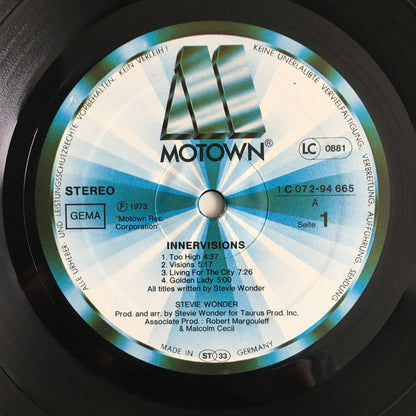 ALLE URHEBER- UND LEISTUNGSSCHUTZRECHTE VORBEHALTEN. KEIN VERLEIH!
KEINE UNERLAUBTE VERVIELFÄLTIGUNG, VERBREITUNG, AUFFÜHRUNG, SENDUNG
MOTOWN®
LC 0881
STEREO
GEMA
Ⓟ 1973
"Motown Rec.
Corporation
1 C 072-94 665
A
Seite 1
INNERVISIONS
1. Too High 4:37
2. Visions 5:17
3. Living For The City 7:26
4. Golden Lady 5:00
All titles written by Stevie Wonder
STEVIE WONDER
Prod. and arr. by Stevie Wonder for Taurus Prod. Inc.
Associate Prod.: Robert Margouleff
& Malcolm Cecil
MADE IN ST 33 GERMANY